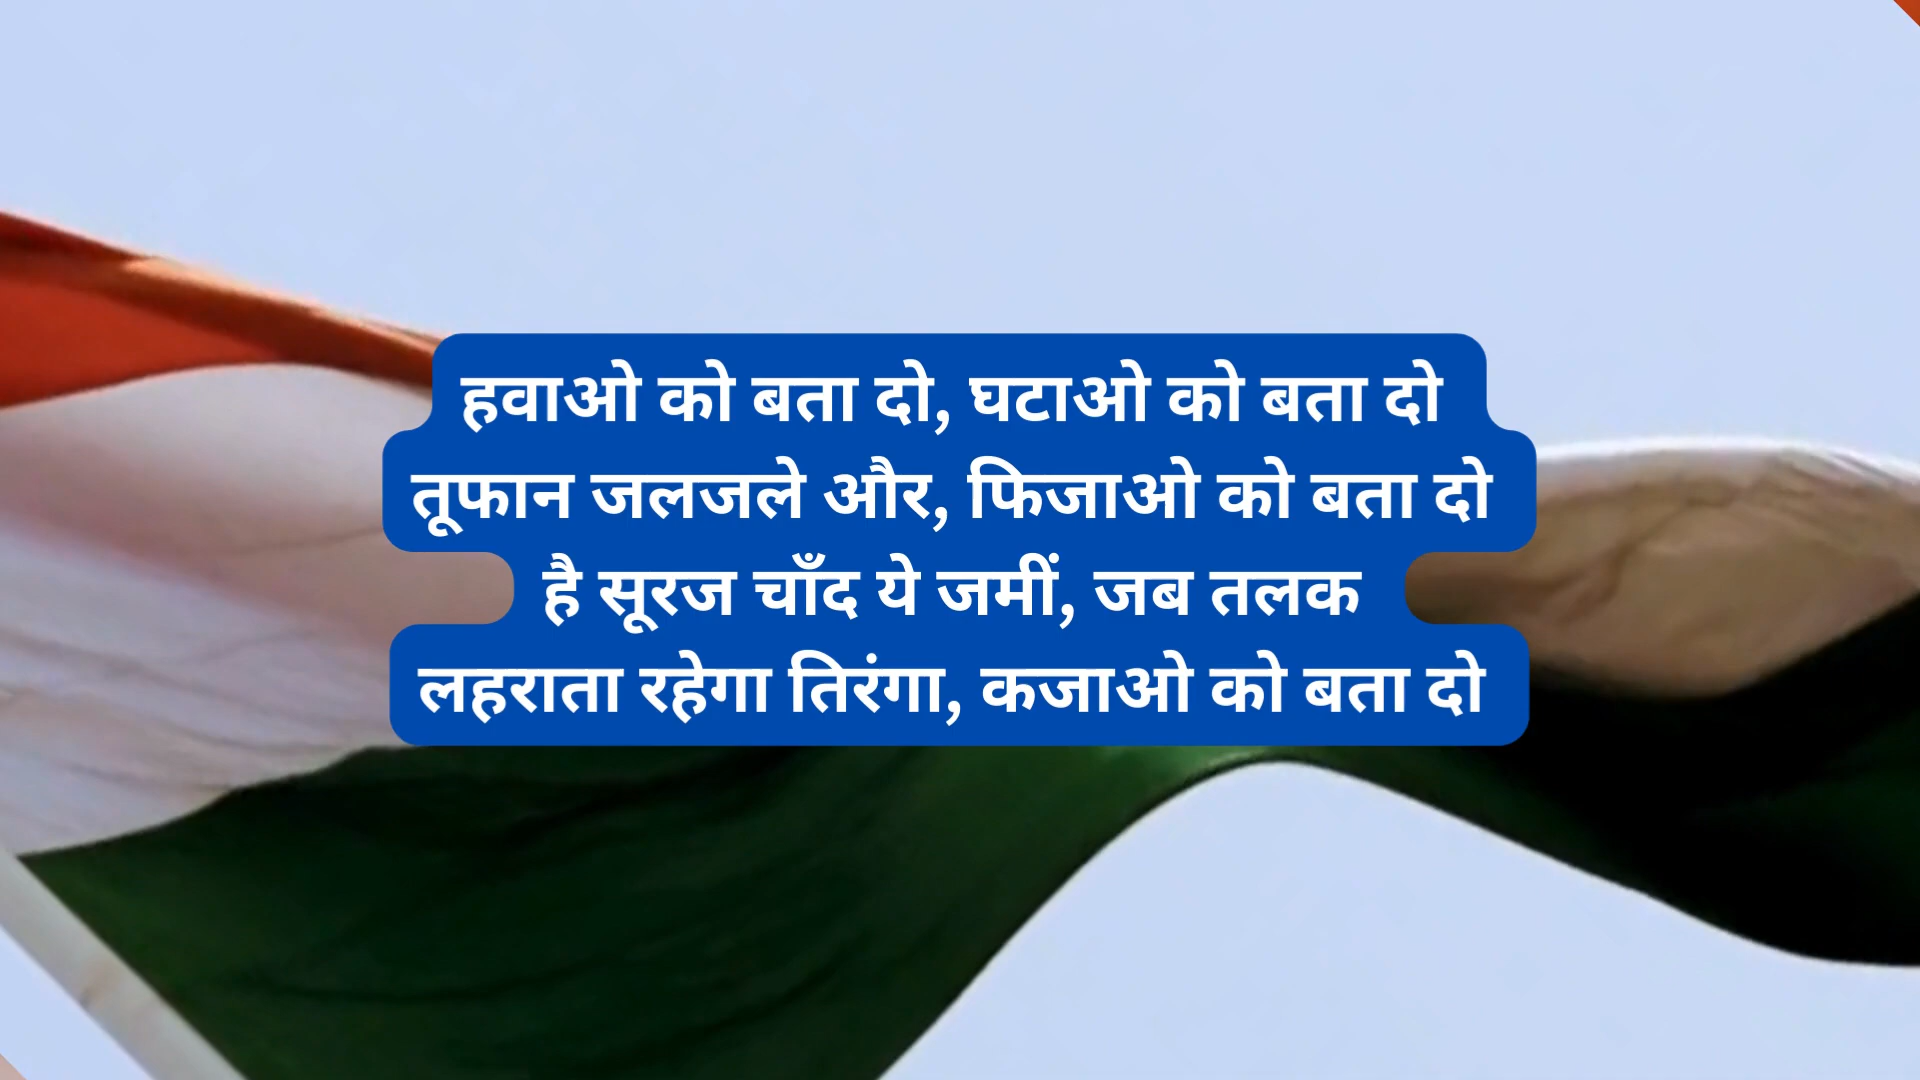 हवाओ को बता दो, घटाओ को बता दो
तूफान जलजले और, फिजाओ को बता दो
है सूरज चाँद ये जमीं, जब तलक
लहराता रहेगा तिरंगा, कजाओ को बता दो